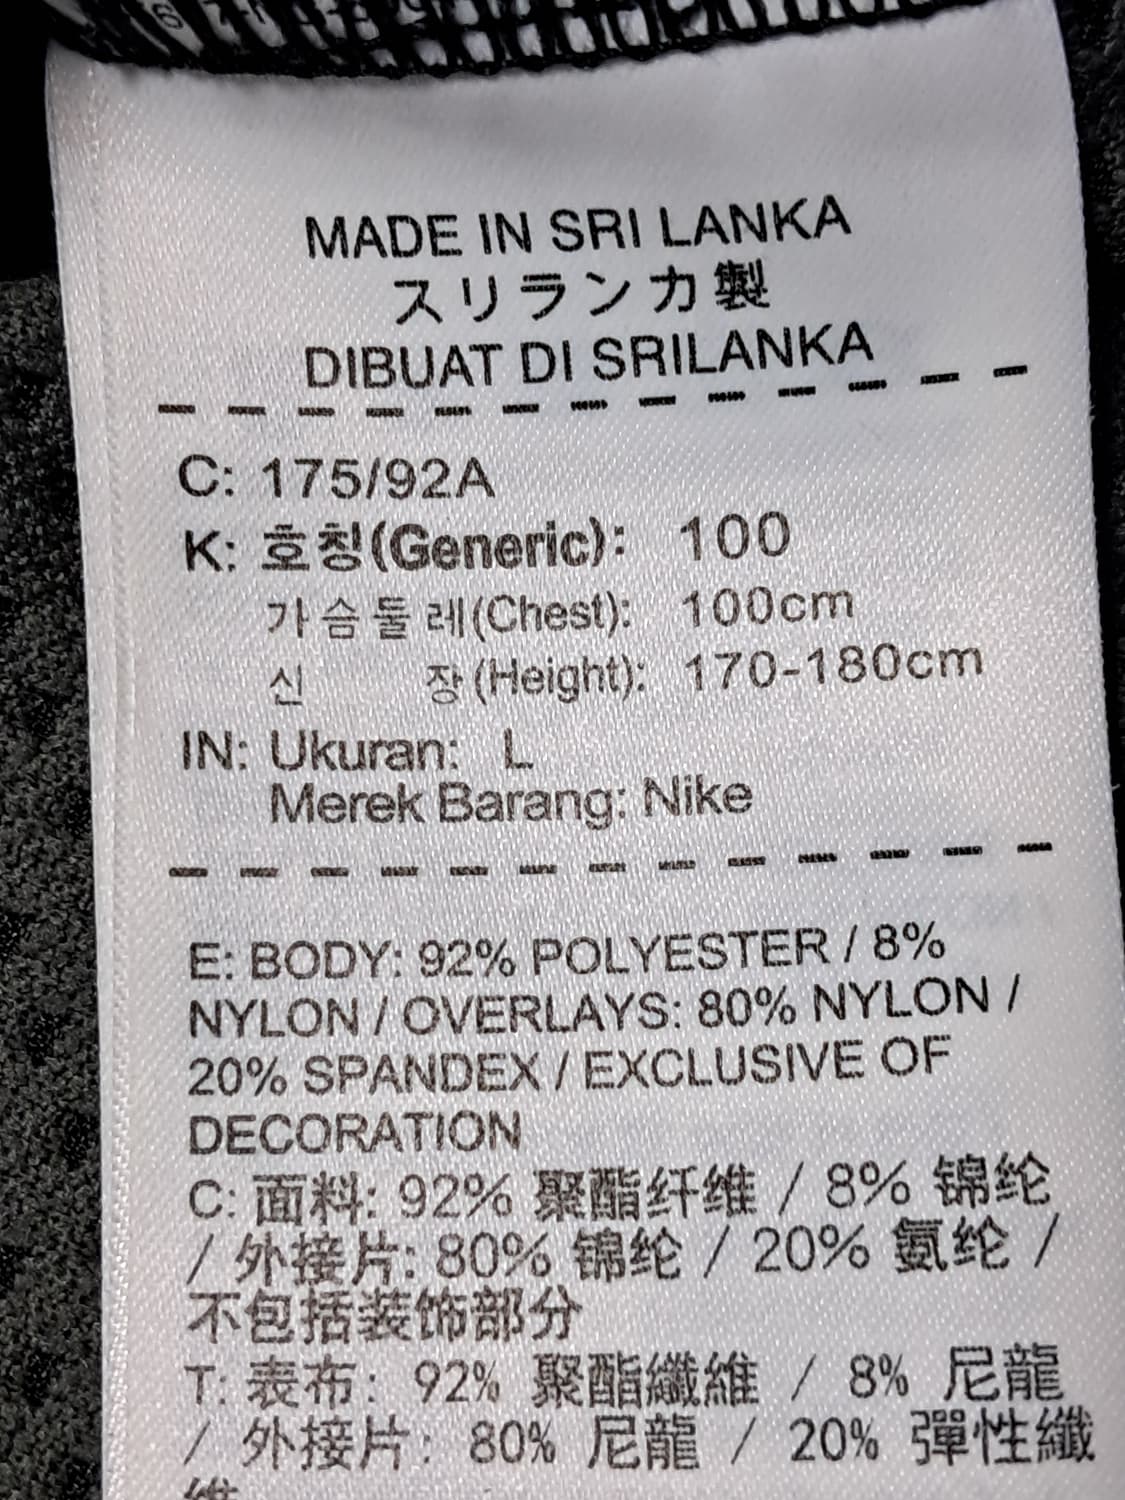 MADE IN SRI LANKA
スリランカ製
DIBUAT DI SRILANKA
C: 175/92A
K: 호칭(Generic): 100
가슴둘레(Chest): 100cm
신 장(Height): 170-180cm
IN: Ukuran: L
Merek Barang: Nike
E: BODY: 92% POLYESTER / 8%
NYLON / OVERLAYS: 80% NYLON /
20% SPANDEX / EXCLUSIVE OF
DECORATION
C: 面料: 92% 聚酯纤维 / 8% 锦纶
/ 外接片: 80% 锦纶 / 20% 氨纶 /
不包括装饰部分
T: 表布: 92% 聚酯纖維 / 8% 尼龍
/ 外接片: 80% 尼龍 / 20% 彈性纖